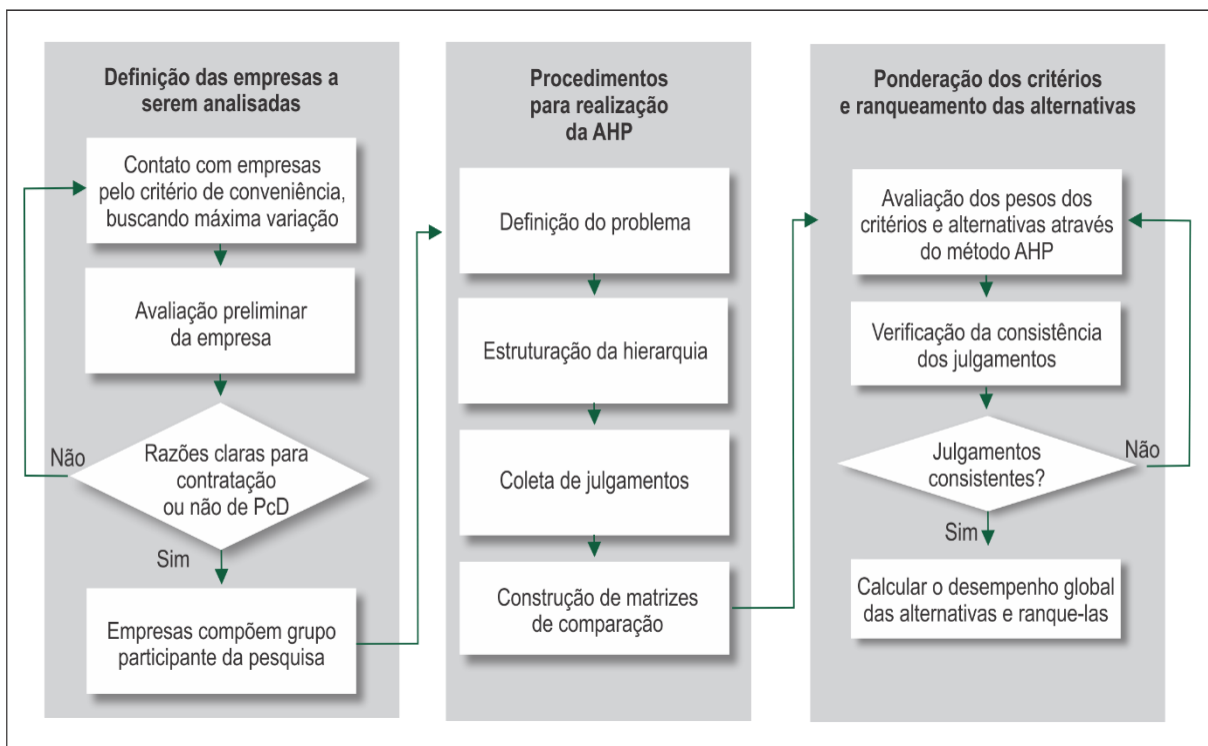 Definição das empresas a
serem analisadas
Contato com empresas
pelo critério de conveniência,
buscando máxima variação
Avaliação preliminar
da empresa
Não
Razões claras para
contratação
ou não de PcD
Sim
Empresas compõem grupo
participante da pesquisa
Procedimentos
para realização
da AHP
Definição do problema
Estruturação da hierarquia
Coleta de julgamentos
Construção de matrizes
de comparação
Ponderação dos critérios
e ranqueamento das alternativas
Avaliação dos pesos dos
critérios e alternativas através
do método AHP
Verificação da consistência
dos julgamentos
Julgamentos
consistentes?
Não
Sim
Calcular o desempenho global
das alternativas e ranque-las